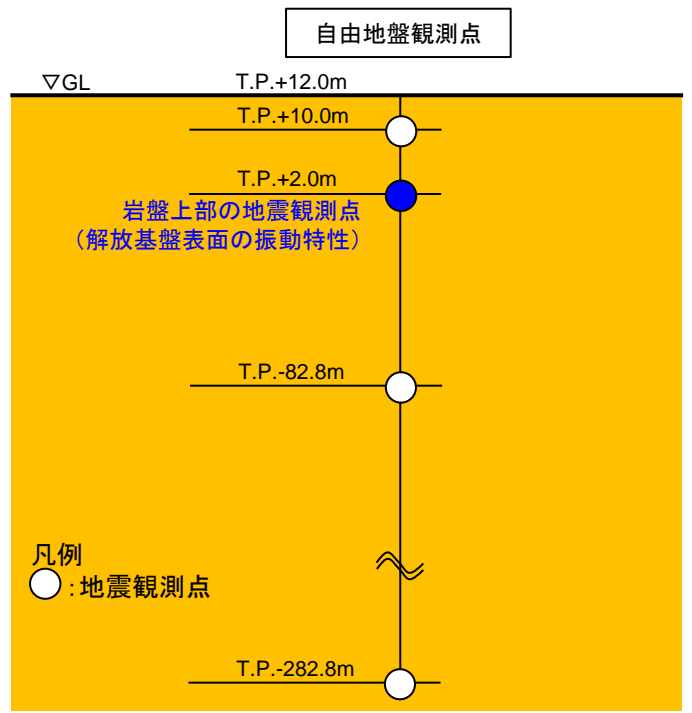 自由地盤観測点
▽GL
T.P.+12.0m
T.P.+10.0m
T.P.+2.0m
岩盤上部の地震観測点
（解放基盤表面の振動特性）
T.P.-82.8m
凡例
：地震観測点
T.P.-282.8m